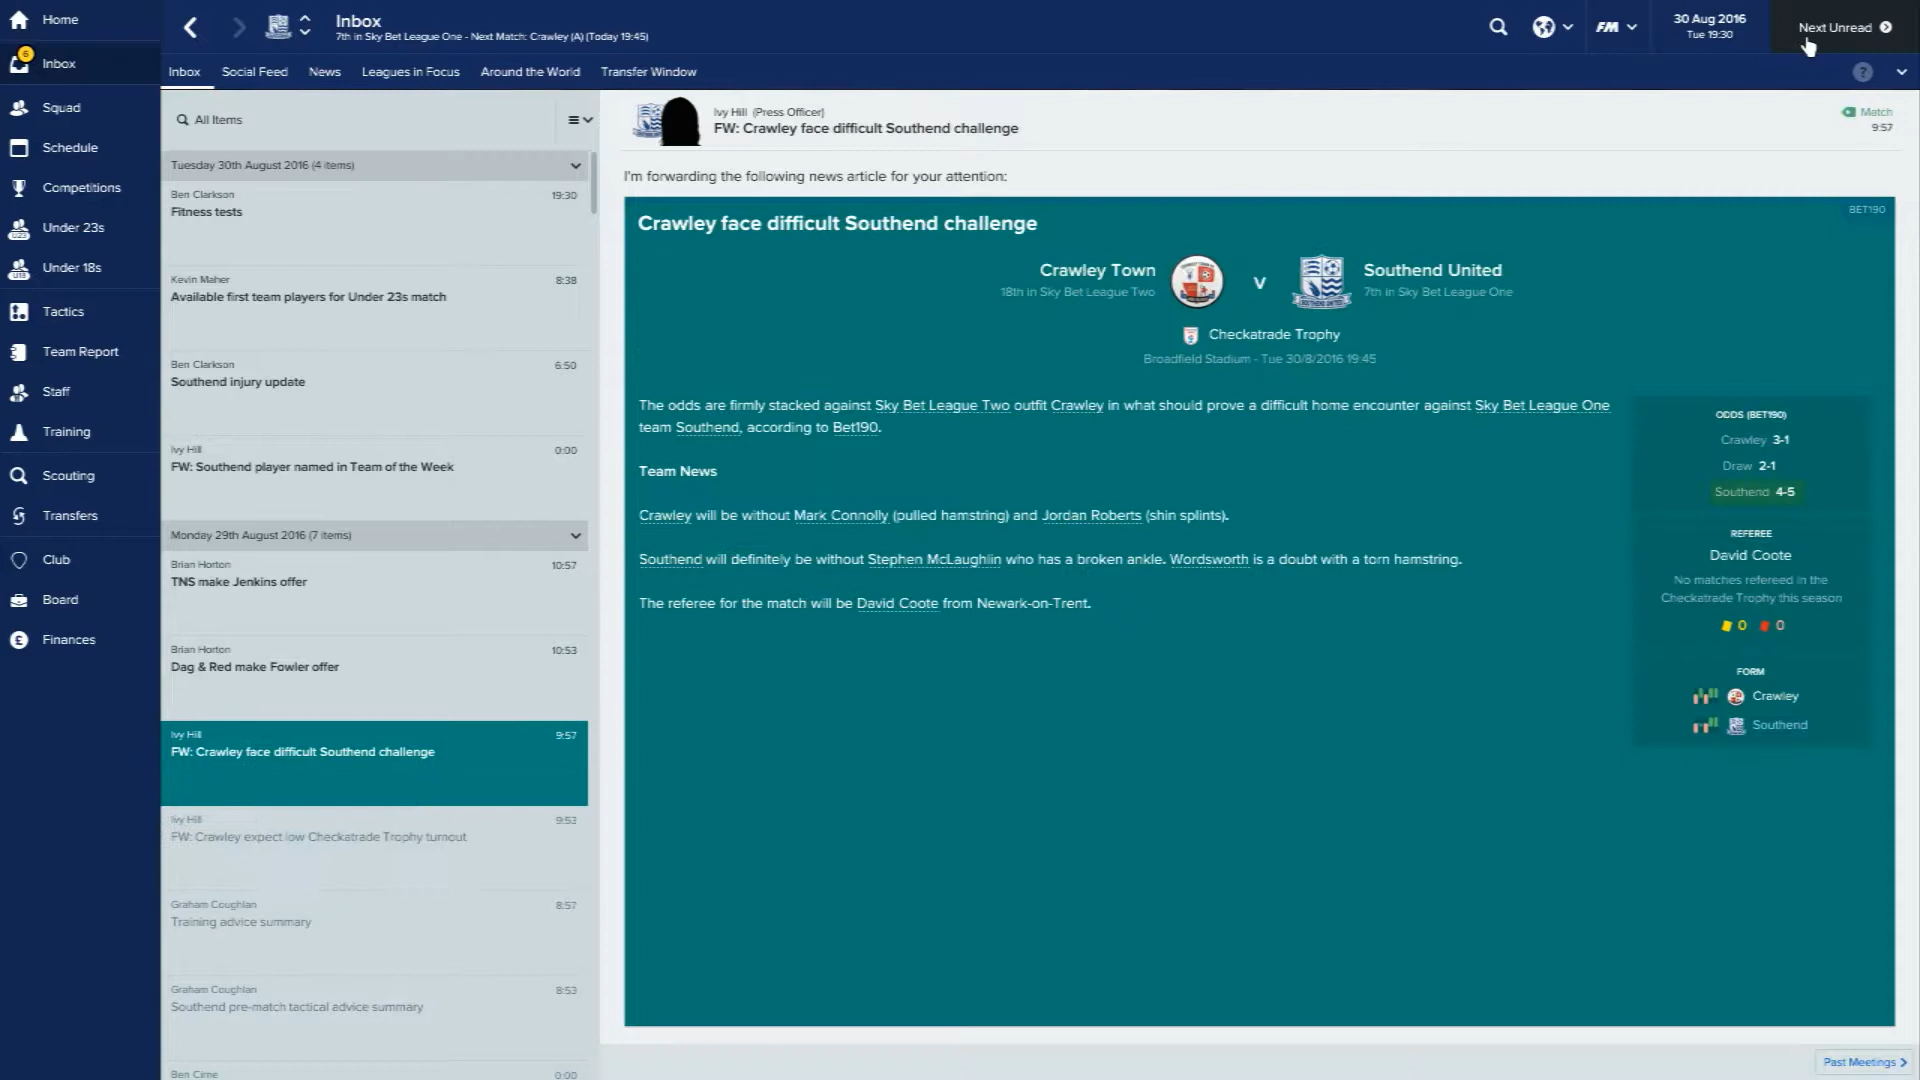 Home
6
Inbox
Squad
Schedule
Competitions
Under 23s
Under 18s
Tactics
Team Report
Staff
Training
Scouting
Transfers
Club
Board
Finances
Inbox
7th in Sky Bet League One - Next Match: Crawley (A) (Today 19:45)
FM
30 Aug 2016
Tue 19:30
Next Unread
Inbox Social Feed News Leagues in Focus Around the World Transfer Window
?
All Items
Tuesday 30th August 2016 (4 items)
Ben Clarkson 19:30
Fitness tests
Kevin Maher 8:38
Available first team players for Under 23s match
Ben Clarkson 6:50
Southend injury update
Ivy Hill 0:00
FW: Southend player named in Team of the Week
Monday 29th August 2016 (7 items)
Brian Horton 10:57
TNS make Jenkins offer
Brian Horton 10:53
Dag & Red make Fowler offer
Ivy Hill 9:57
FW: Crawley face difficult Southend challenge
Ivy Hill 9:53
FW: Crawley expect low Checkatrade Trophy turnout
Graham Coughlan 8:57
Training advice summary
Graham Coughlan 8:53
Southend pre-match tactical advice summary
Ben Cirne 0:00
Ivy Hill (Press Officer)
FW: Crawley face difficult Southend challenge
Match
9:57
I'm forwarding the following news article for your attention:
Crawley face difficult Southend challenge
BET190
Crawley Town
18th in Sky Bet League Two
v
Southend United
7th in Sky Bet League One
Checkatrade Trophy
Broadfield Stadium - Tue 30/8/2016 19:45
The odds are firmly stacked against Sky Bet League Two outfit Crawley in what should prove a difficult home encounter against Sky Bet League One
team Southend, according to Bet190.
Team News
Crawley will be without Mark Connolly (pulled hamstring) and Jordan Roberts (shin splints).
Southend will definitely be without Stephen McLaughlin who has a broken ankle. Wordsworth is a doubt with a torn hamstring.
The referee for the match will be David Coote from Newark-on-Trent.
ODDS (BET190)
Crawley 3-1
Draw 2-1
Southend 4-5
REFEREE
David Coote
No matches refereed in the
Checkatrade Trophy this season
0 0
FORM
Crawley
Southend
Past Meetings